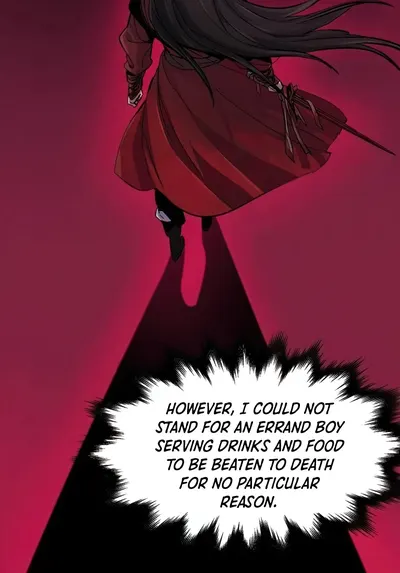 HOWEVER, I COULD NOT
STAND FOR AN ERRAND BOY
SERVING DRINKS AND FOOD
TO BE BEATEN TO DEATH
FOR NO PARTICULAR
REASON.